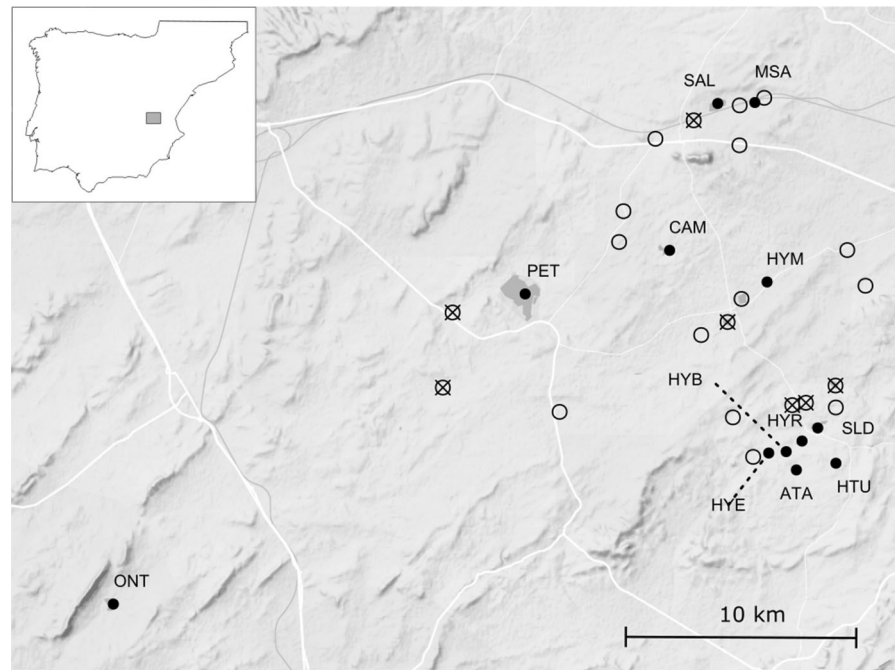 SAL
MSA
CAM
HYM
PET
HYB
HYR
SLD
HYE
ATA
HTU
ONT
10 km